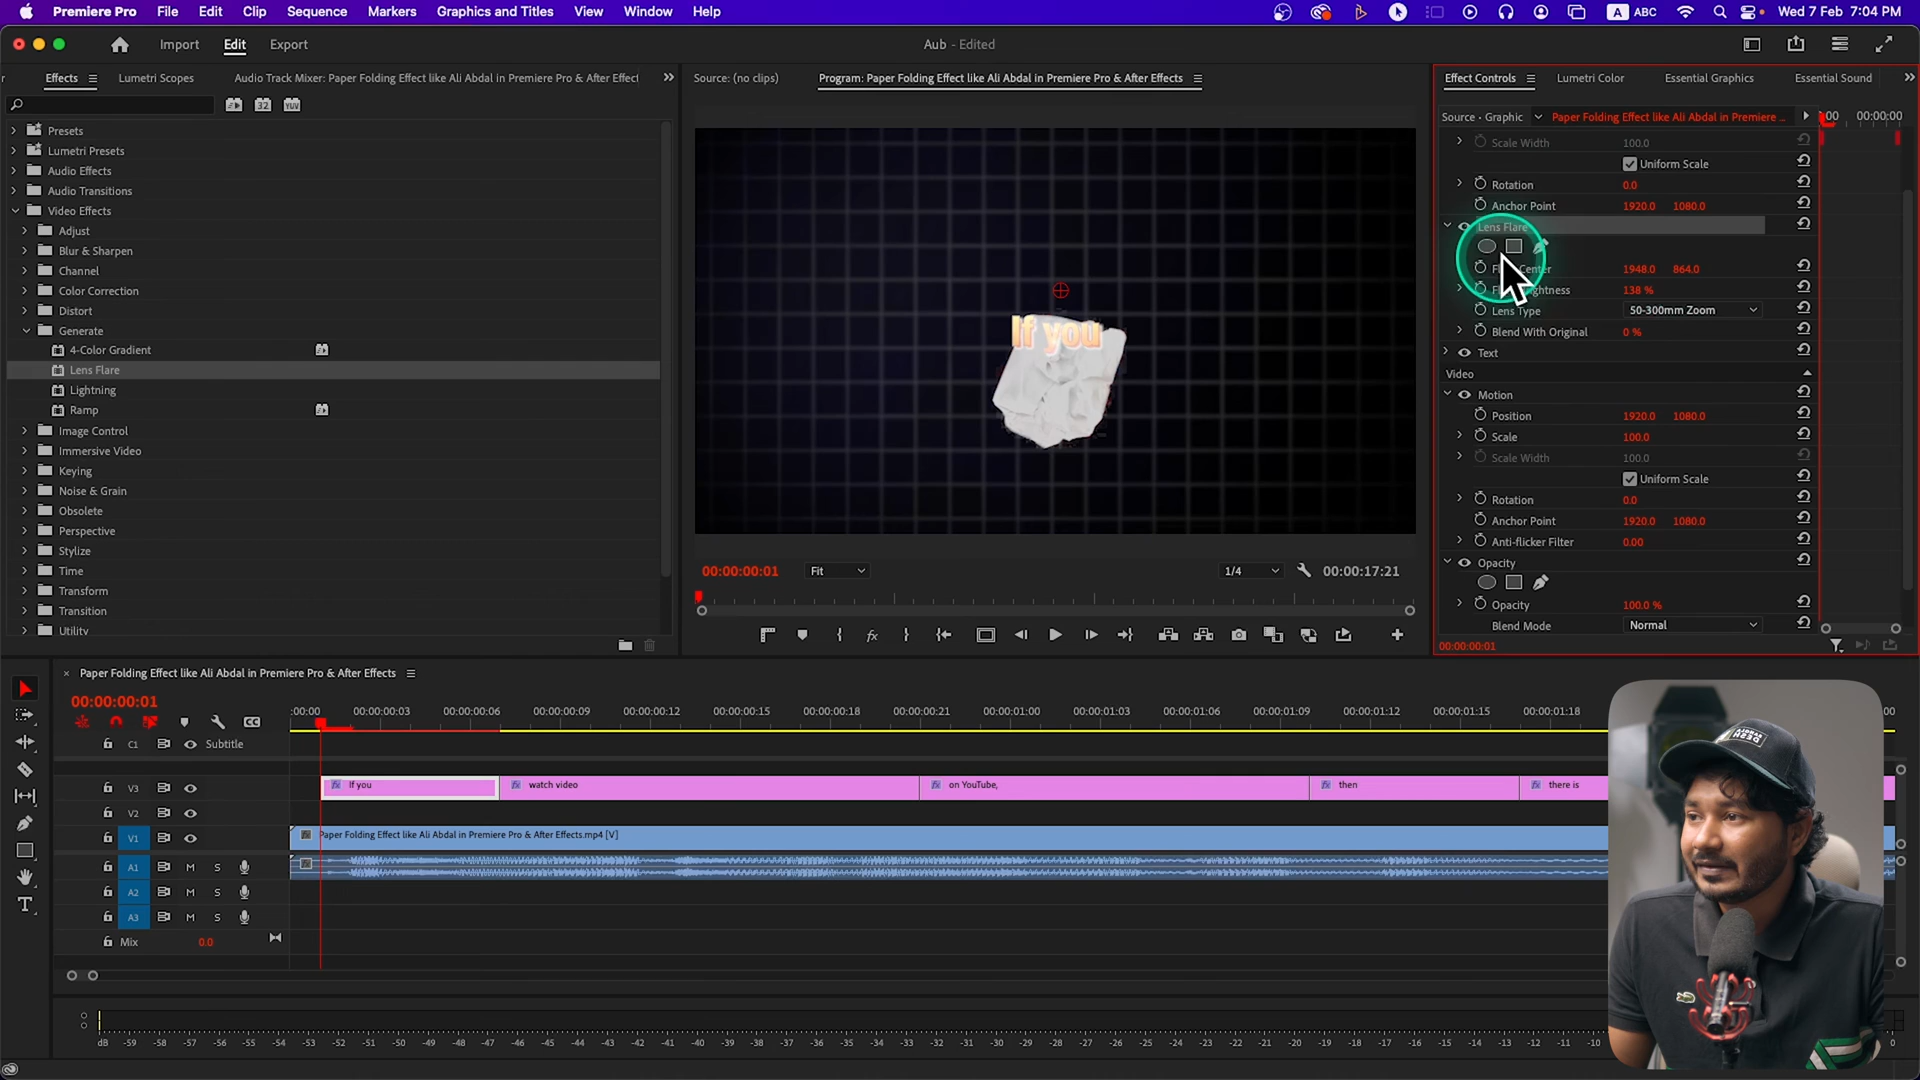 Premiere Pro File Edit Clip Sequence Markers Graphics and Titles View Window Help A ABC Wed 7 Feb 7:04 PM
Import Edit Export Aub - Edited
Effects Lumetri Scopes Audio Track Mixer: Paper Folding Effect like Ali Abdal in Premiere Pro & After Effect
32 YUV
Presets
Lumetri Presets
Audio Effects
Audio Transitions
Video Effects
Adjust
Blur & Sharpen
Channel
Color Correction
Distort
Generate
4-Color Gradient
Lens Flare
Lightning
Ramp
Image Control
Immersive Video
Keying
Noise & Grain
Obsolete
Perspective
Stylize
Time
Transform
Transition
Utility
Source: (no clips) Program: Paper Folding Effect like Ali Abdal in Premiere Pro & After Effects
If you
00:00:00:01 Fit 1/4 00:00:17:21
Effect Controls Lumetri Color Essential Graphics Essential Sound
Source • Graphic Paper Folding Effect like Ali Abdal in Premiere ... :00 00:00:00
Scale Width 100.0
Uniform Scale
Rotation 0.0
Anchor Point 1920.0 1080.0
Lens Flare
Center 1948.0 864.0
138 %
Lens Type 50-300mm Zoom
Blend With Original 0 %
Text
Video
Motion
Position 1920.0 1080.0
Scale 100.0
Scale Width 100.0
Uniform Scale
Rotation 0.0
Anchor Point 1920.0 1080.0
Anti-flicker Filter 0.00
Opacity
Opacity 100.0 %
Blend Mode Normal
00:00:00:01
Paper Folding Effect like Ali Abdal in Premiere Pro & After Effects
00:00:00:01
:00:00 00:00:00:03 00:00:00:06 00:00:00:09 00:00:00:12 00:00:00:15 00:00:00:18 00:00:00:21 00:00:01:00 00:00:01:03 00:00:01:06 00:00:01:09 00:00:01:12 00:00:01:15 00:00:01:18 00
CC
C1 Subtitle
V3 If you watch video on YouTube, then there is
V2
V1 Paper Folding Effect like Ali Abdal in Premiere Pro & After Effects.mp4 [V]
A1 M S
A2 M S
A3 M S
Mix 0.0
dB -59 -57 -56 -55 -54 -53 -52 -51 -50 -49 -48 -47 -46 -45 -44 -43 -42 -41 -40 -39 -38 -37 -36 -35 -34 -33 -32 -31 -30 -29 -28 -27 -26 -25 -24 -23 -22 -21 -20 -19 -18 -17 -16 -15 -14 -13 -12 -11 -10 0